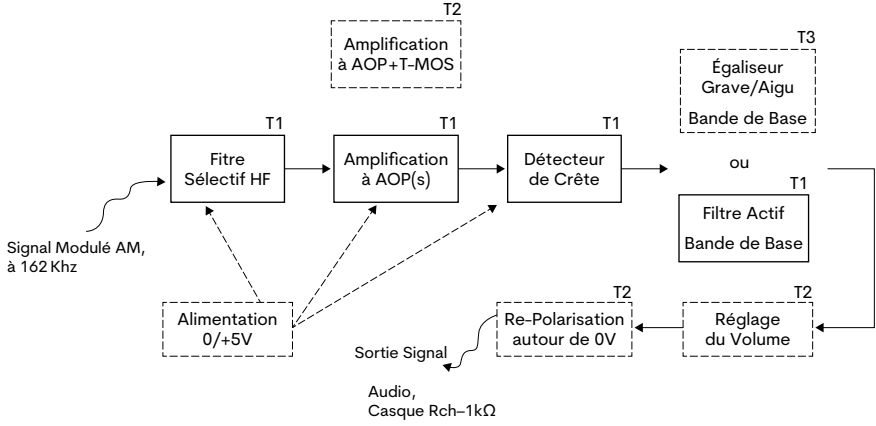 T2
Amplification
à AOP+T-MOS
T3
Égaliseur
Grave/Aigu
Bande de Base
T1
Fitre
Sélectif HF
T1
Amplification
à AOP(s)
T1
Détecteur
de Crête
ou
T1
Filtre Actif
Bande de Base
Signal Modulé AM,
à 162 Khz
Alimentation
0/+5V
T2
Re-Polarisation
autour de 0V
T2
Réglage
du Volume
Sortie Signal
Audio,
Casque Rch–1kΩ